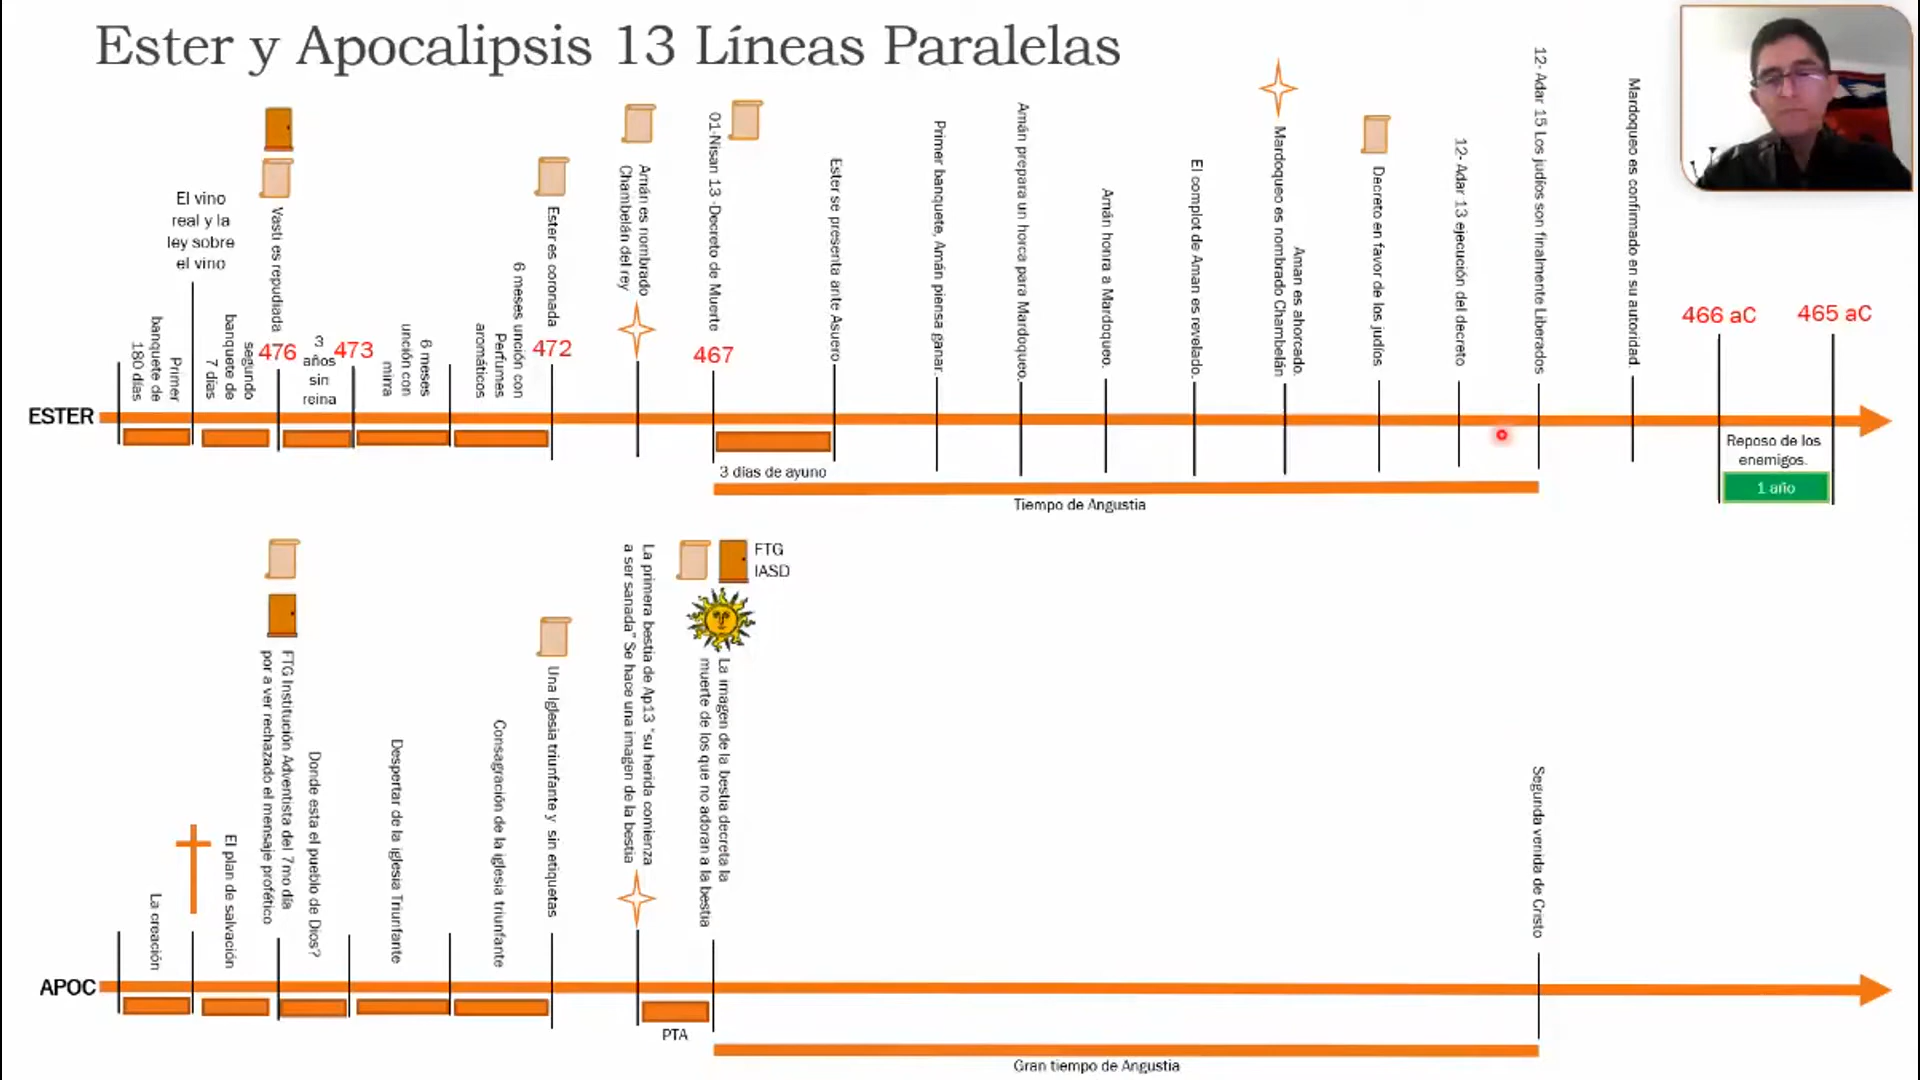 Ester y Apocalipsis 13 Líneas Paralelas
Primer
banquete de
180 días
El vino
real y la
ley sobre
el vino
segundo
banquete de
7 días
Vasti es repudiada
476
3
años
sin
reina
473
6 meses
unción con
mirra
6 meses unción con
Perfumes
aromáticos
Ester es coronada
472
Amán es nombrado
Chambelán del rey
01-Nisan 13 -Decreto de Muerte
467
Ester se presenta ante Asuero
Primer banquete, Amán piensa ganar.
Amán prepara un horca para Mardoqueo.
Amán honra a Mardoqueo.
El complot de Aman es revelado.
Aman es ahorcado.
Mardoqueo es nombrado Chambelán
Decreto en favor de los judíos
12- Adar 13 ejecución del decreto
12- Adar 15 Los judíos son finalmente Liberados
Mardoqueo es confirmado en su autoridad.
466 aC
465 aC
ESTER
3 días de ayuno
Tiempo de Angustia
Reposo de los
enemigos.
1 año
La creación
El plan de salvación
FTG Institución Adventista del 7mo día
por a ver rechazado el mensaje profético
Donde esta el pueblo de Dios?
Despertar de la iglesia Triunfante
Consagración de la iglesia triunfante
Una iglesia triunfante y sin etiquetas
La primera bestia de Ap13 "su herida comienza
a ser sanada" Se hace una imagen de la bestia
FTG
IASD
La imagen de la bestia decreta la
muerte de los que no adoran a la bestia
Segunda venida de Cristo
APOC
PTA
Gran tiempo de Angustia